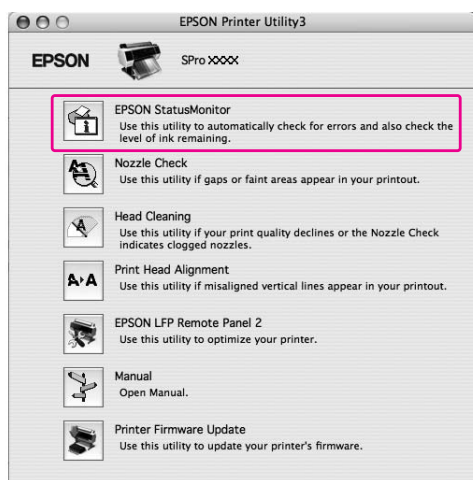 EPSON Printer Utility3
EPSON
SPro XXXX
EPSON StatusMonitor
Use this utility to automatically check for errors and also check the
level of ink remaining.
Nozzle Check
Use this utility if gaps or faint areas appear in your printout.
Head Cleaning
Use this utility if your print quality declines or the Nozzle Check
indicates clogged nozzles.
Print Head Alignment
Use this utility if misaligned vertical lines appear in your printout.
EPSON LFP Remote Panel 2
Use this utility to optimize your printer.
Manual
Open Manual.
Printer Firmware Update
Use this utility to update your printer's firmware.